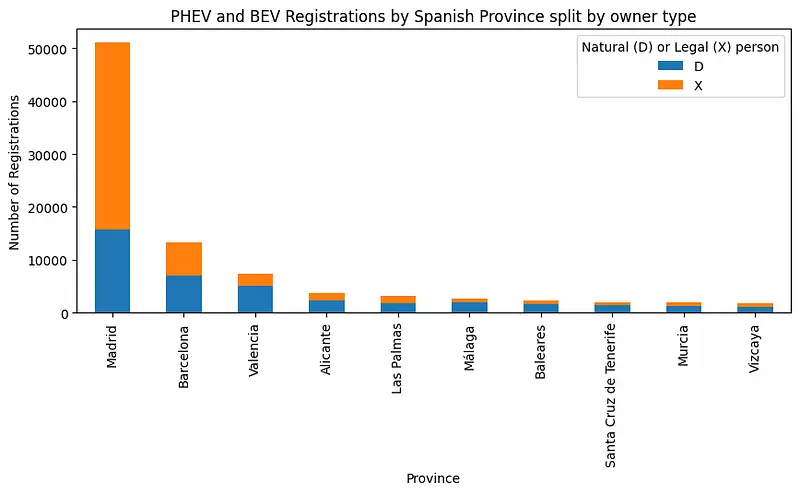 PHEV and BEV Registrations by Spanish Province split by owner type
Natural (D) or Legal (X) person
D
X
Number of Registrations
50000
40000
30000
20000
10000
0
Madrid
Barcelona
Valencia
Alicante
Las Palmas
Málaga
Baleares
Santa Cruz de Tenerife
Murcia
Vizcaya
Province